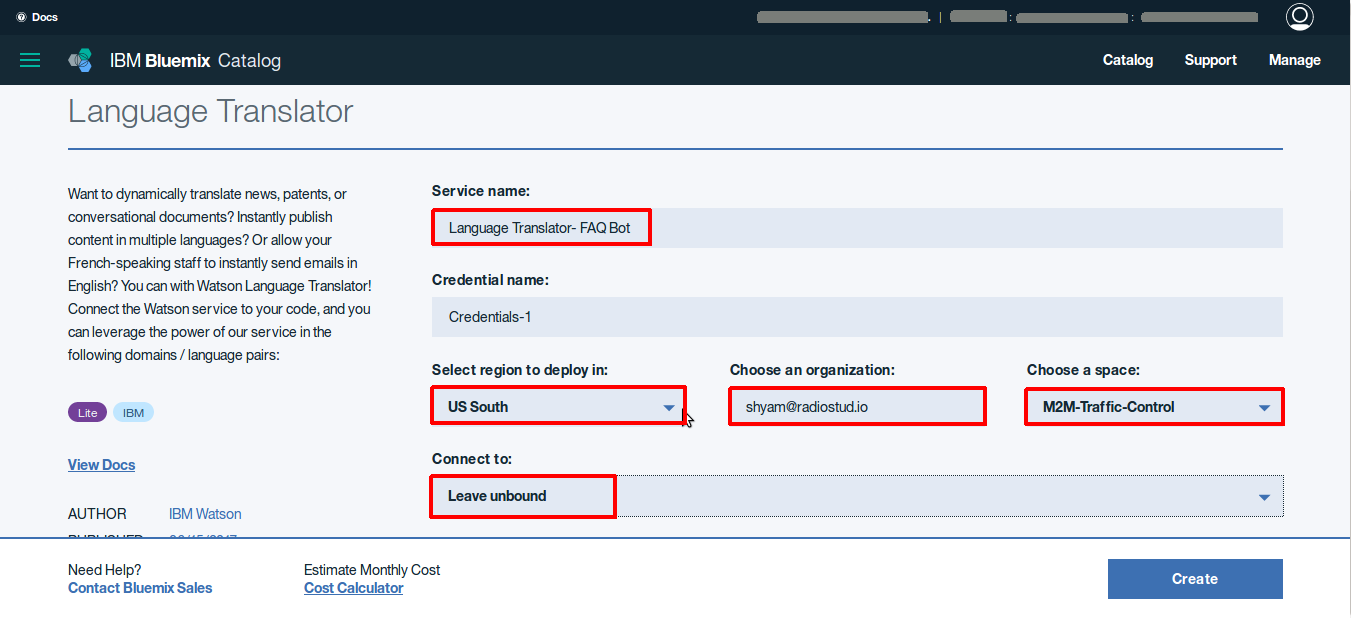 Docs
IBM Bluemix Catalog
Catalog Support Manage
Language Translator
Want to dynamically translate news, patents, or
conversational documents? Instantly publish
content in multiple languages? Or allow your
French-speaking staff to instantly send emails in
English? You can with Watson Language Translator!
Connect the Watson service to your code, and you
can leverage the power of our service in the
following domains / language pairs:
Lite IBM
View Docs
AUTHOR IBM Watson
PUBLISHED
Service name:
Language Translator- FAQ Bot
Credential name:
Credentials-1
Select region to deploy in:
US South
Choose an organization:
shyam@radiostud.io
Choose a space:
M2M-Traffic-Control
Connect to:
Leave unbound
Need Help?
Contact Bluemix Sales
Estimate Monthly Cost
Cost Calculator
Create